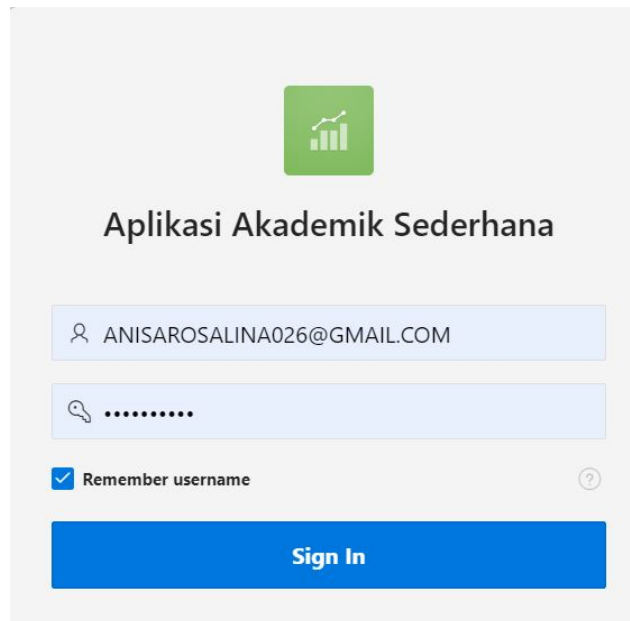 Aplikasi Akademik Sederhana
ANISAROSALINA026@GMAIL.COM
••••••••••
Remember username
?
Sign In